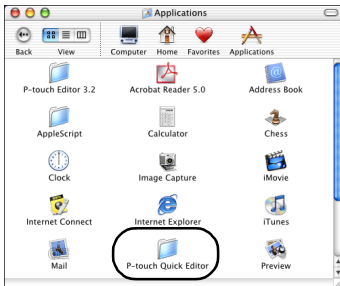 Applications
Back View Computer Home Favorites Applications
P-touch Editor 3.2 Acrobat Reader 5.0 Address Book
AppleScript Calculator Chess
Clock Image Capture iMovie
Internet Connect Internet Explorer iTunes
Mail P-touch Quick Editor Preview